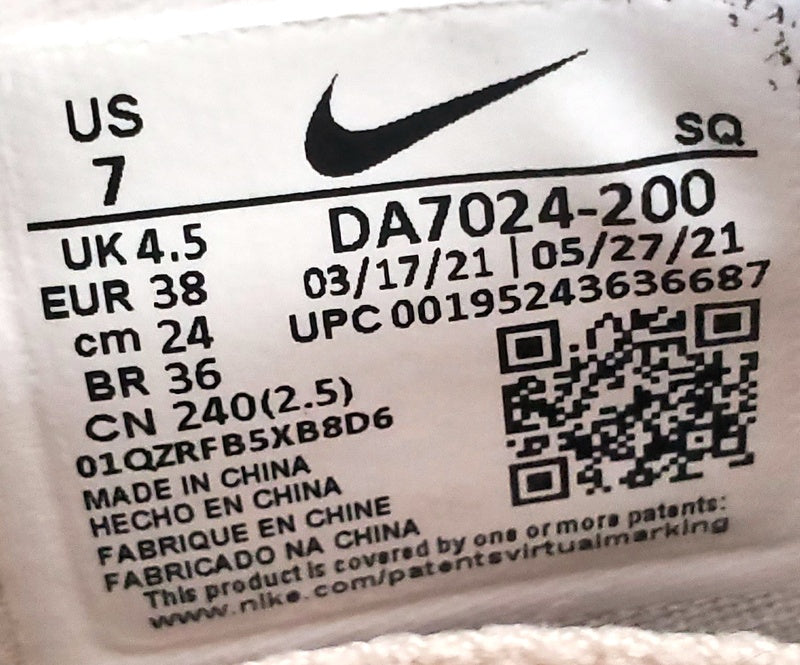 US
7
SQ
UK 4.5
EUR 38
cm 24
BR 36
CN 240(2.5)
DA7024-200
03/17/21 | 05/27/21
UPC 00195243636687
01QZRFB5XB8D6
MADE IN CHINA
HECHO EN CHINA
FABRIQUE EN CHINE
FABRICADO NA CHINA
This product is covered by one or more patents:
www.nike.com/patentsvirtualmarking